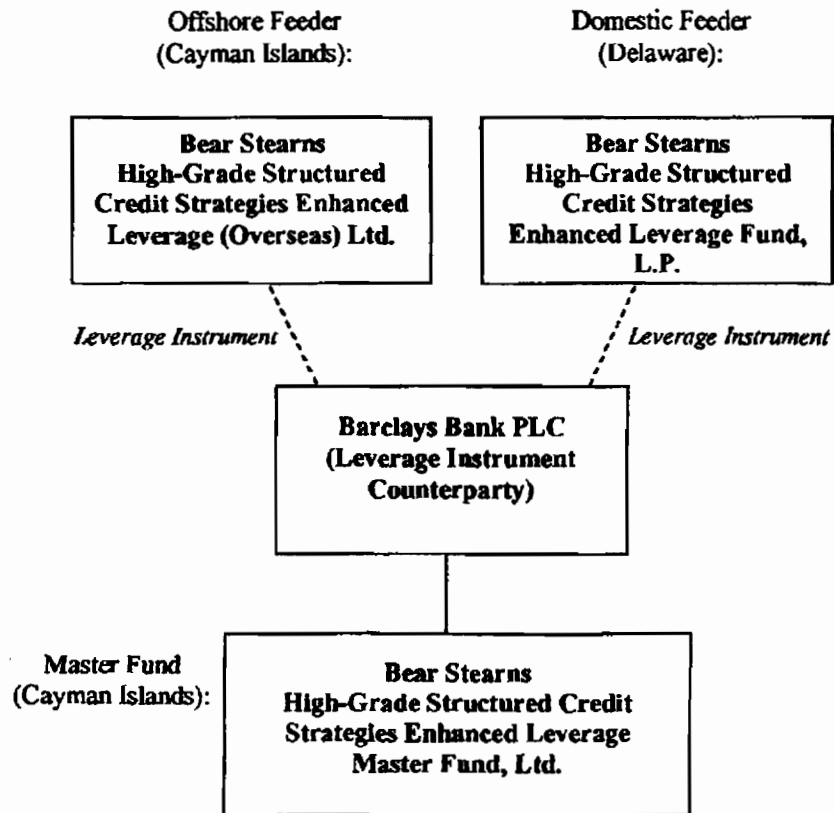 Offshore Feeder
(Cayman Islands):
Domestic Feeder
(Delaware):
Bear Stearns
High-Grade Structured
Credit Strategies Enhanced
Leverage (Overseas) Ltd.
Bear Stearns
High-Grade Structured
Credit Strategies
Enhanced Leverage Fund,
L.P.
Leverage Instrument
Leverage Instrument
Barclays Bank PLC
(Leverage Instrument
Counterparty)
Master Fund
(Cayman Islands):
Bear Stearns
High-Grade Structured Credit
Strategies Enhanced Leverage
Master Fund, Ltd.